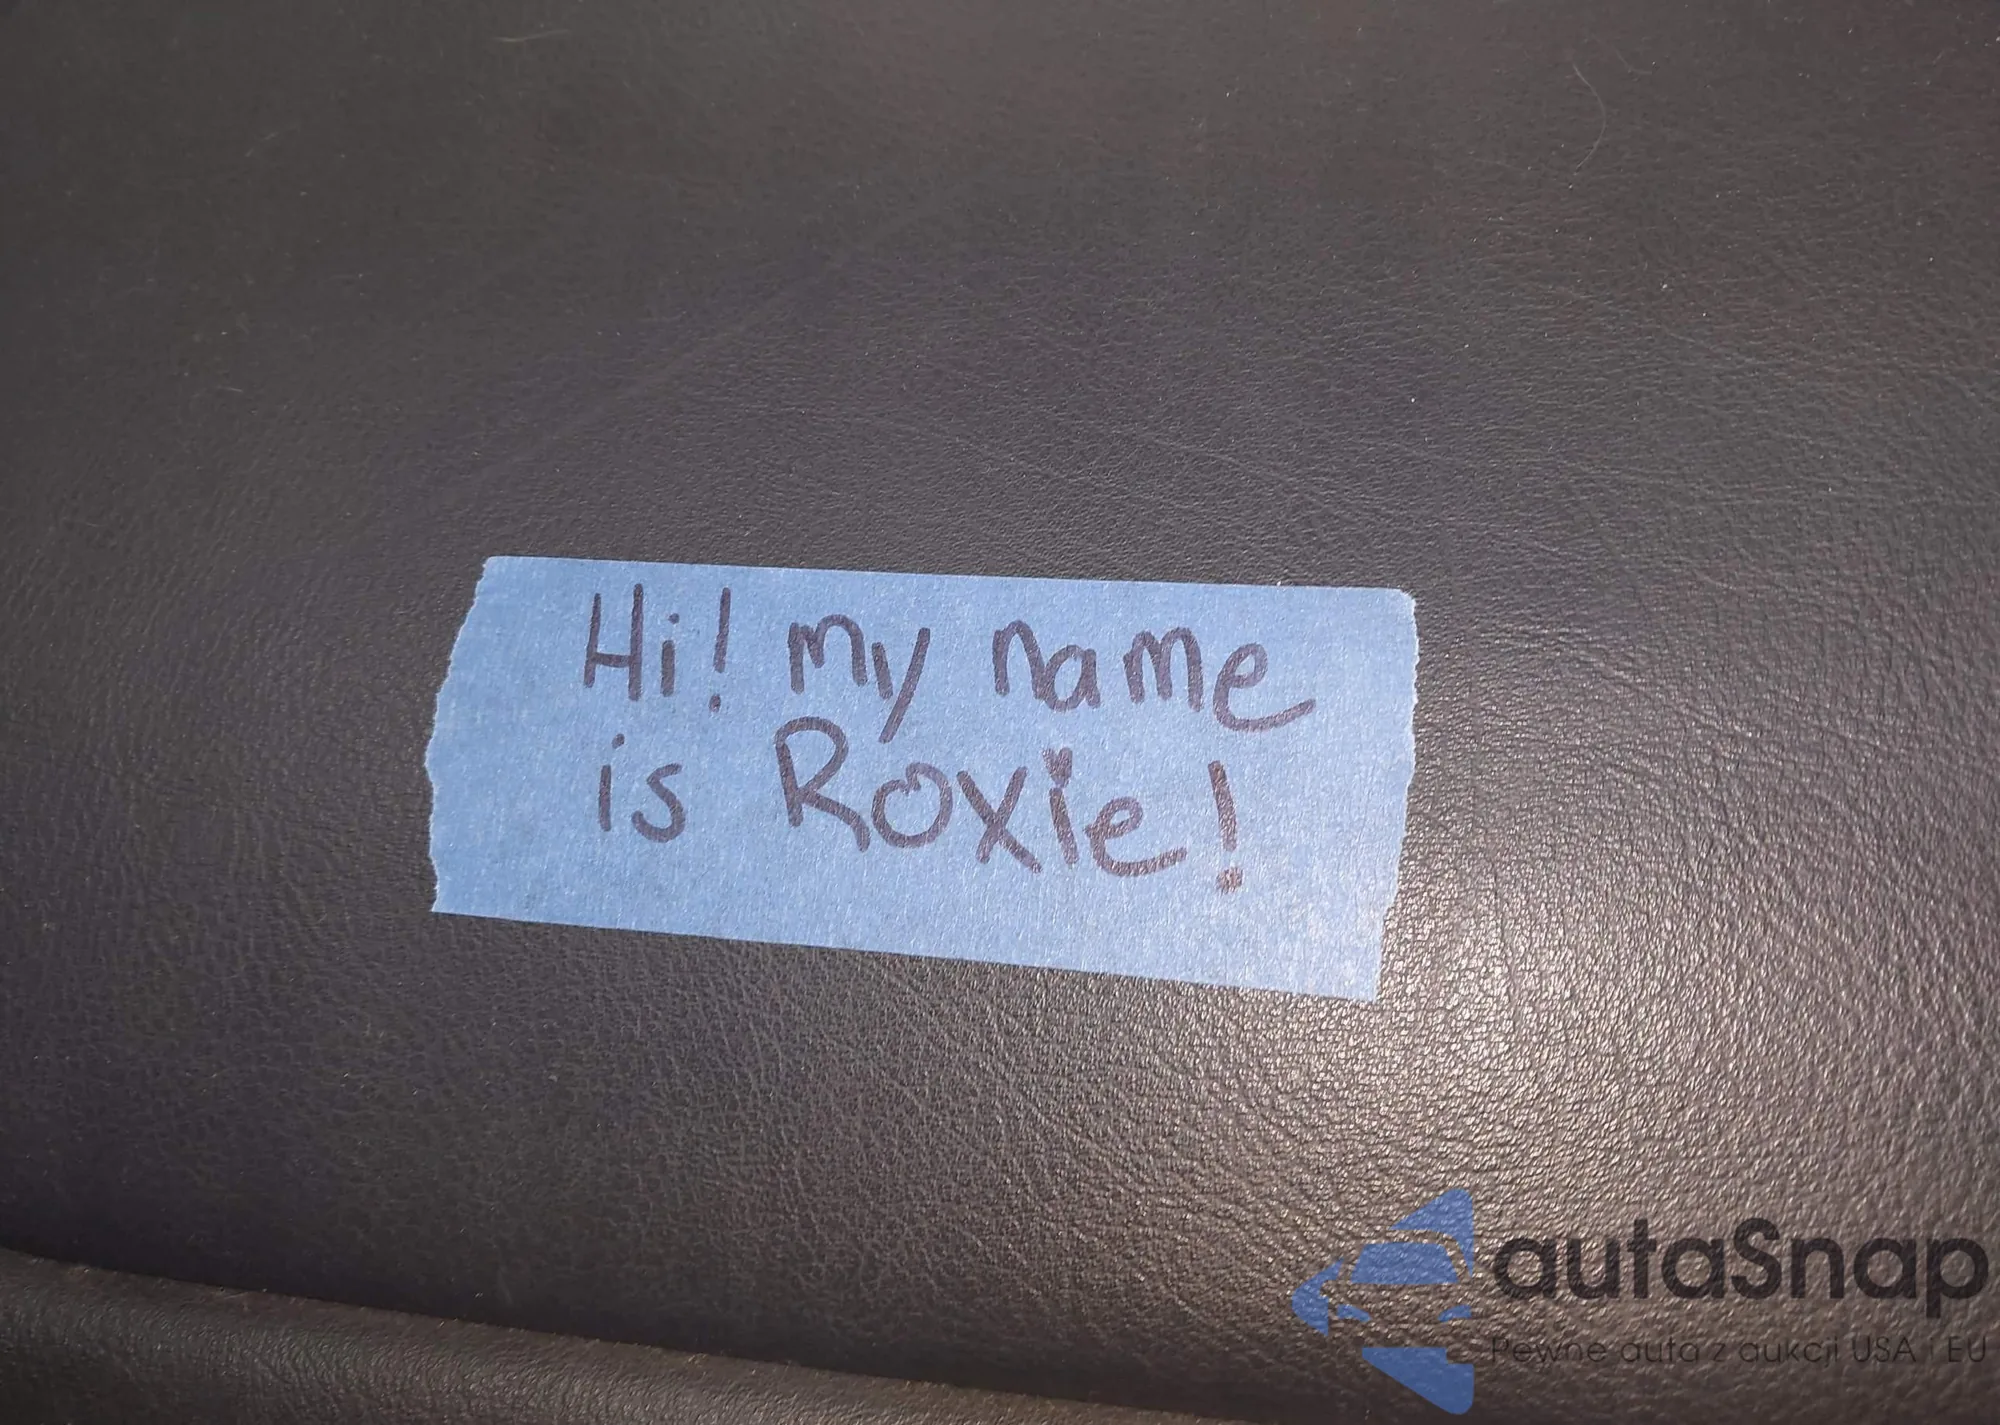 Hi! my name
is Roxie!
autaSnap
Pewne auta z aukcji USA i EU